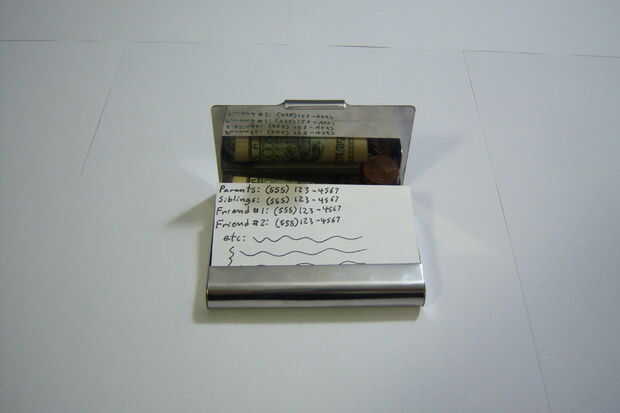 Parents: (555) 123-4567
Siblings: (555) 123-4567
Friend #1: (555) 123-4567
Friend #2: (555) 123-4567
etc: